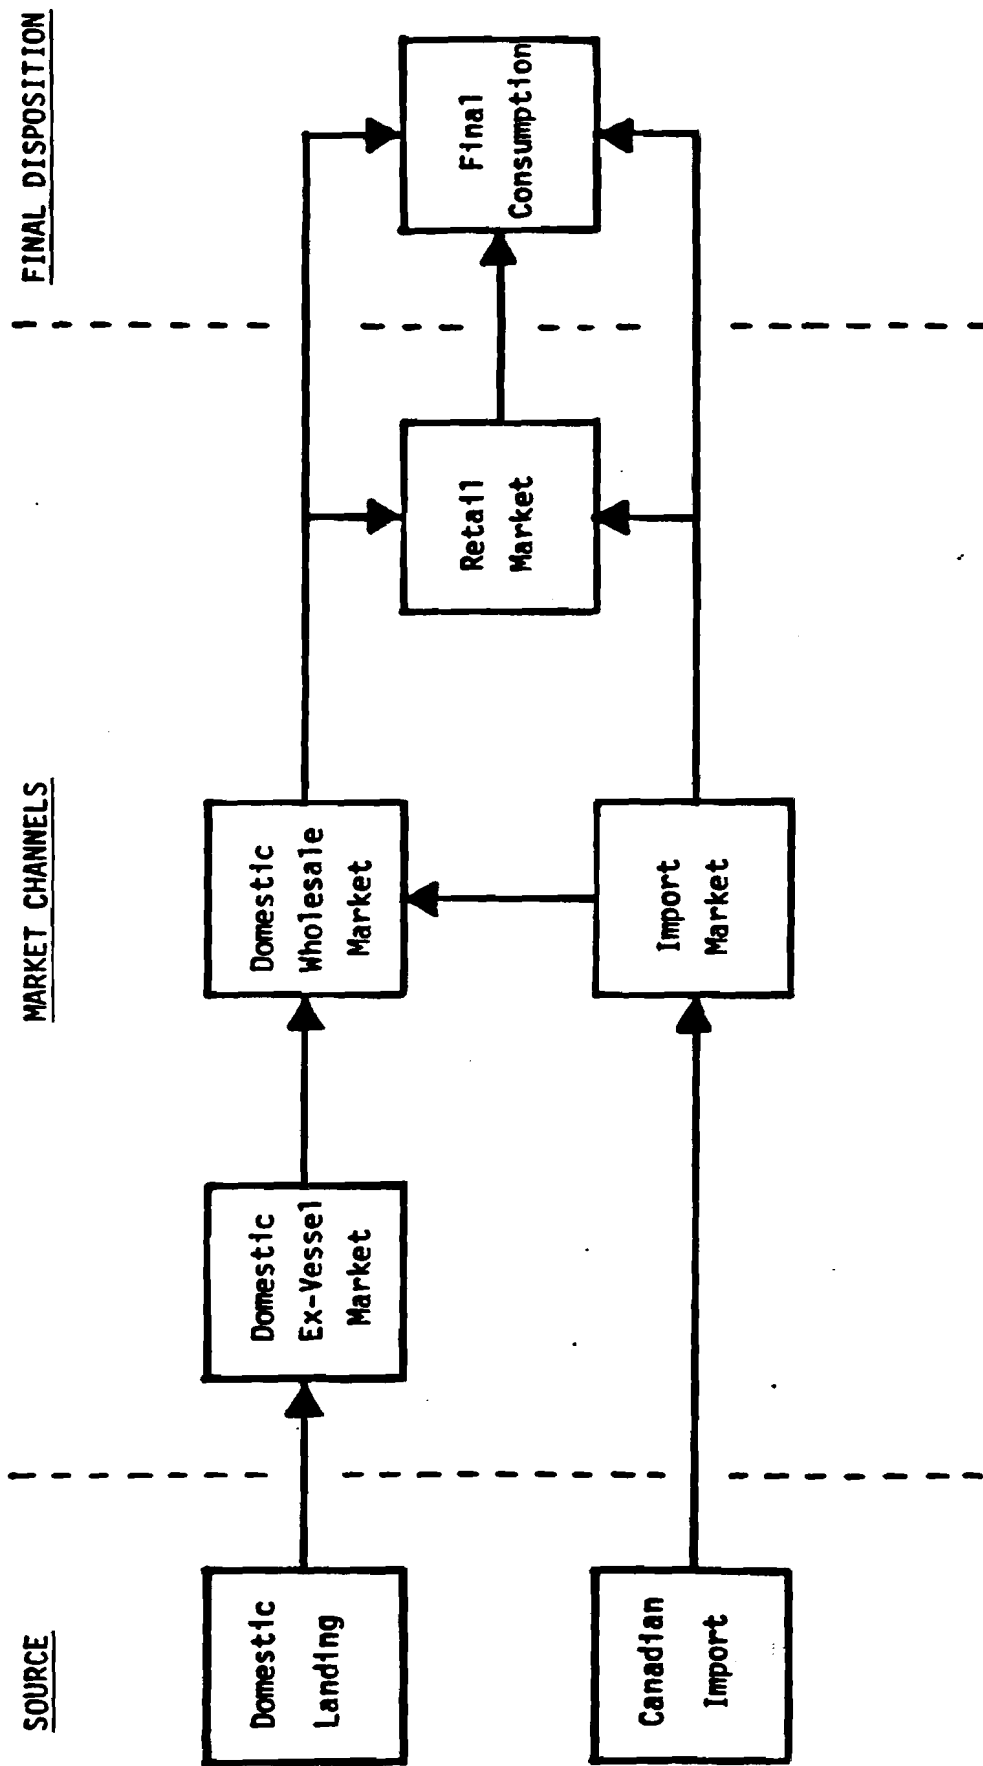 SOURCE
MARKET CHANNELS
FINAL DISPOSITION
Domestic
Landing
Domestic
Ex-Vessel
Market
Domestic
Wholesale
Market
Retail
Market
Final
Consumption
Canadian
Import
Import
Market